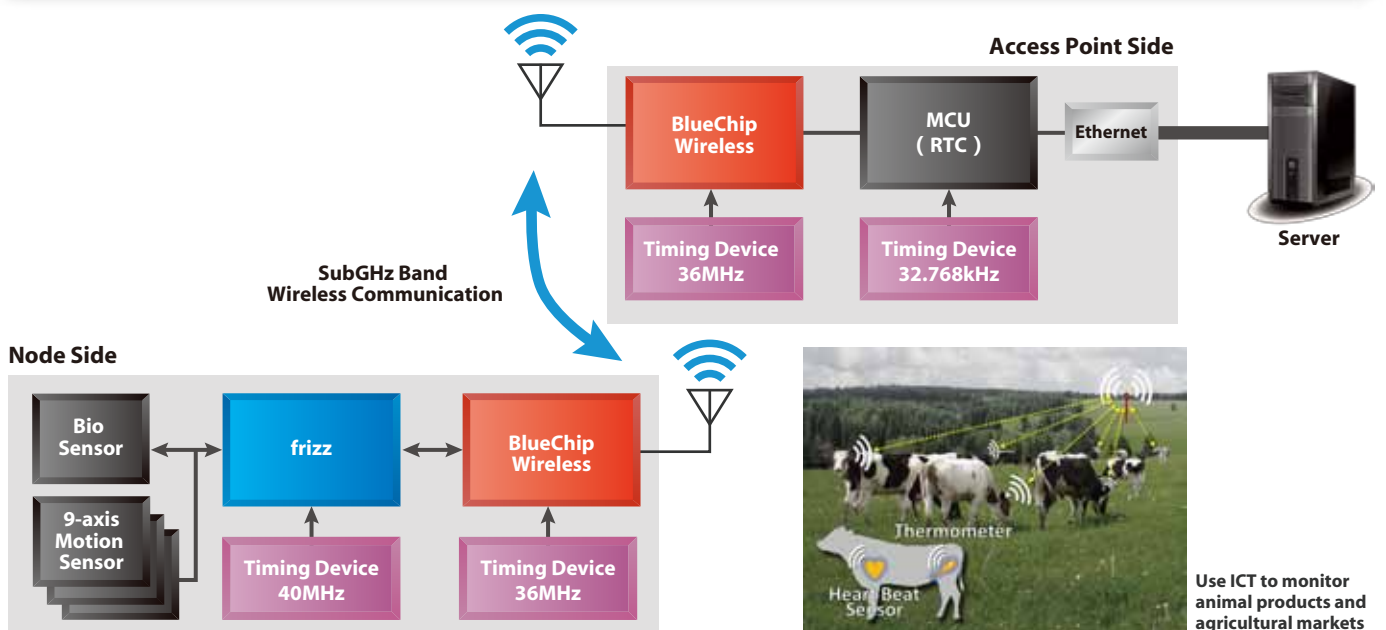 Access Point Side
BlueChip
Wireless
MCU
( RTC )
Ethernet
Timing Device
36MHz
Timing Device
32.768kHz
Server
SubGHz Band
Wireless Communication
Node Side
Bio
Sensor
frizz
BlueChip
Wireless
9-axis
Motion
Sensor
Timing Device
40MHz
Timing Device
36MHz
Thermometer
Heart Beat
Sensor
Use ICT to monitor
animal products and
agricultural markets